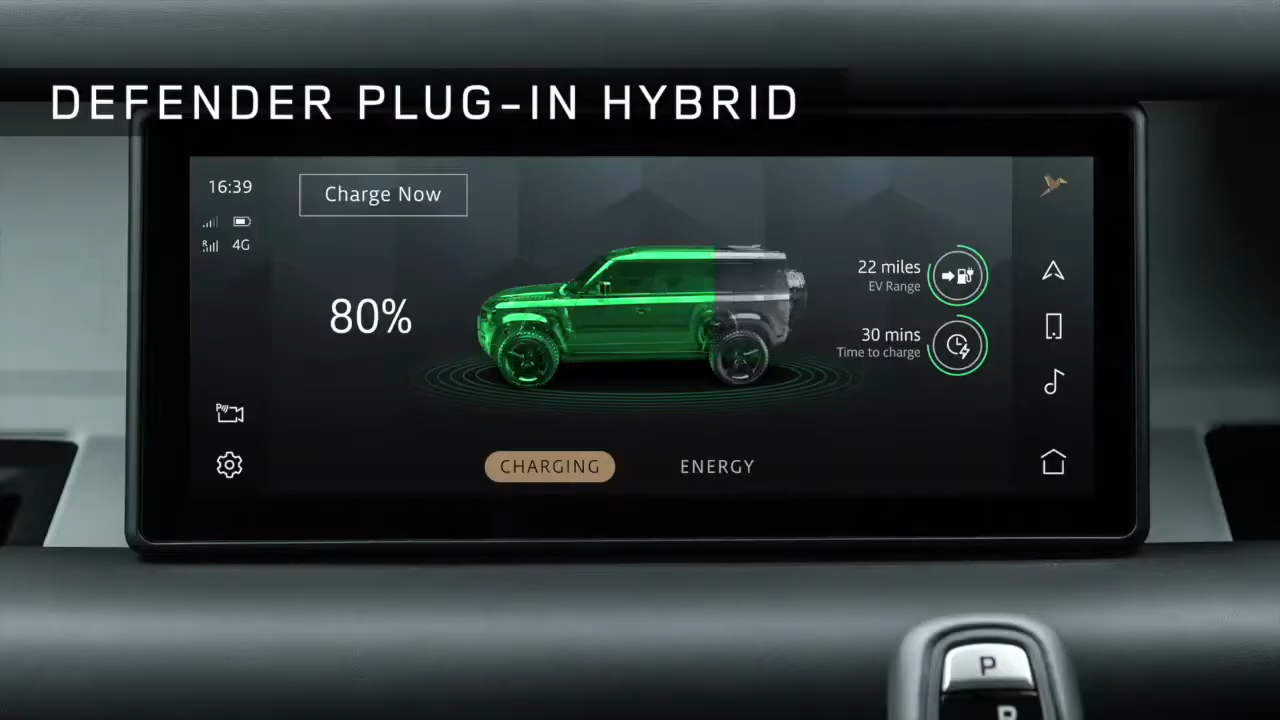 DEFENDER PLUG-IN HYBRID
16:39
Charge Now
4G
80%
22 miles
EV Range
30 mins
Time to charge
CHARGING
ENERGY
P
R